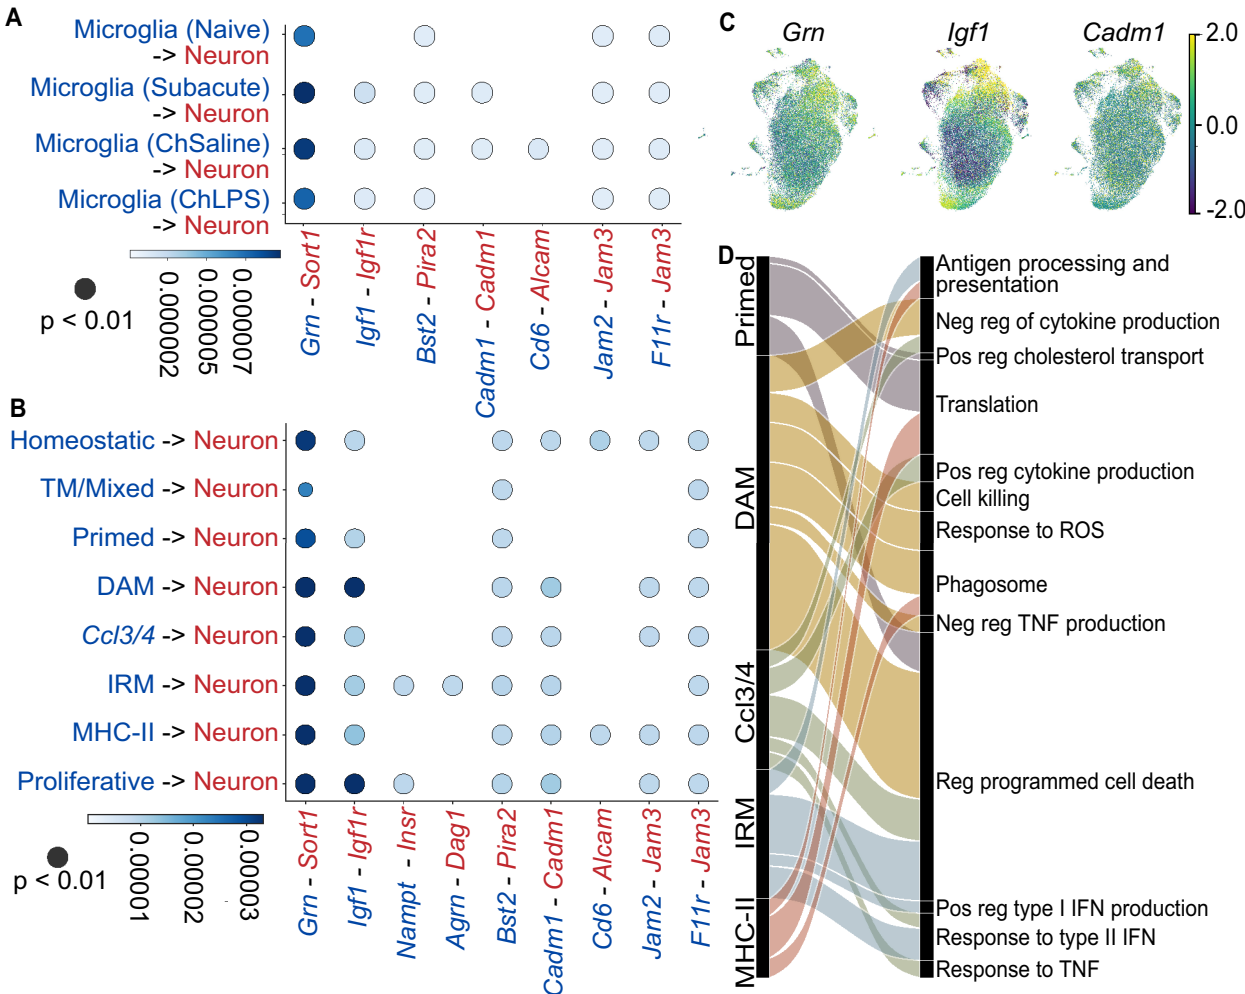 A
Microglia (Naive)
-> Neuron
Microglia (Subacute)
-> Neuron
Microglia (ChSaline)
-> Neuron
Microglia (ChLPS)
-> Neuron
p < 0.01
0.000002
0.000005
0.000007
Grn - Sort1
Igf1 - Igf1r
Bst2 - Pira2
Cadm1 - Cadm1
Cd6 - Alcam
Jam2 - Jam3
F11r - Jam3
B
Homeostatic -> Neuron
TM/Mixed -> Neuron
Primed -> Neuron
DAM -> Neuron
Ccl3/4 -> Neuron
IRM -> Neuron
MHC-II -> Neuron
Proliferative -> Neuron
p < 0.01
0.00001
0.00002
0.00003
Grn - Sort1
Igf1 - Igf1r
Nampt - Insr
Agrn - Dag1
Bst2 - Pira2
Cadm1 - Cadm1
Cd6 - Alcam
Jam2 - Jam3
F11r - Jam3
C
Grn
Igf1
Cadm1
2.0
0.0
-2.0
D
Primed
DAM
Ccl3/4
IRM
MHC-II
Antigen processing and
presentation
Neg reg of cytokine production
Pos reg cholesterol transport
Translation
Pos reg cytokine production
Cell killing
Response to ROS
Phagosome
Neg reg TNF production
Reg programmed cell death
Pos reg type I IFN production
Response to type II IFN
Response to TNF